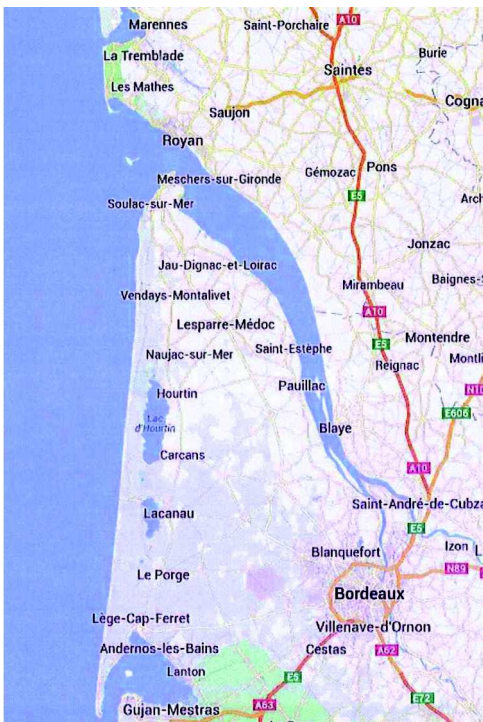 Marennes
Saint-Porchaire
A10
Burie
La Tremblade
Saintes
Les Mathes
Saujon
Royan
Gémozac
Pons
Meschers-sur-Gironde
E5
Soulac-sur-Mer
Jonzac
Jau-Dignac-et-Loirac
Mirambeau
Vendays-Montalivet
A10
Lesparre-Médoc
Montendre
E5
Naujac-sur-Mer
Saint-Estèphe
Reignac
Pauillac
Hourtin
E606
Lac
d'Hourtin
Blaye
Carcans
A10
Saint-André-de-Cubza
Lacanau
E5
Blanquefort
Izon
Le Porge
N89
Bordeaux
Lège-Cap-Ferret
Villenave-d'Ornon
Andernos-les-Bains
Cestas
A62
Lanton
E5
E72
A63
Gujan-Mestras